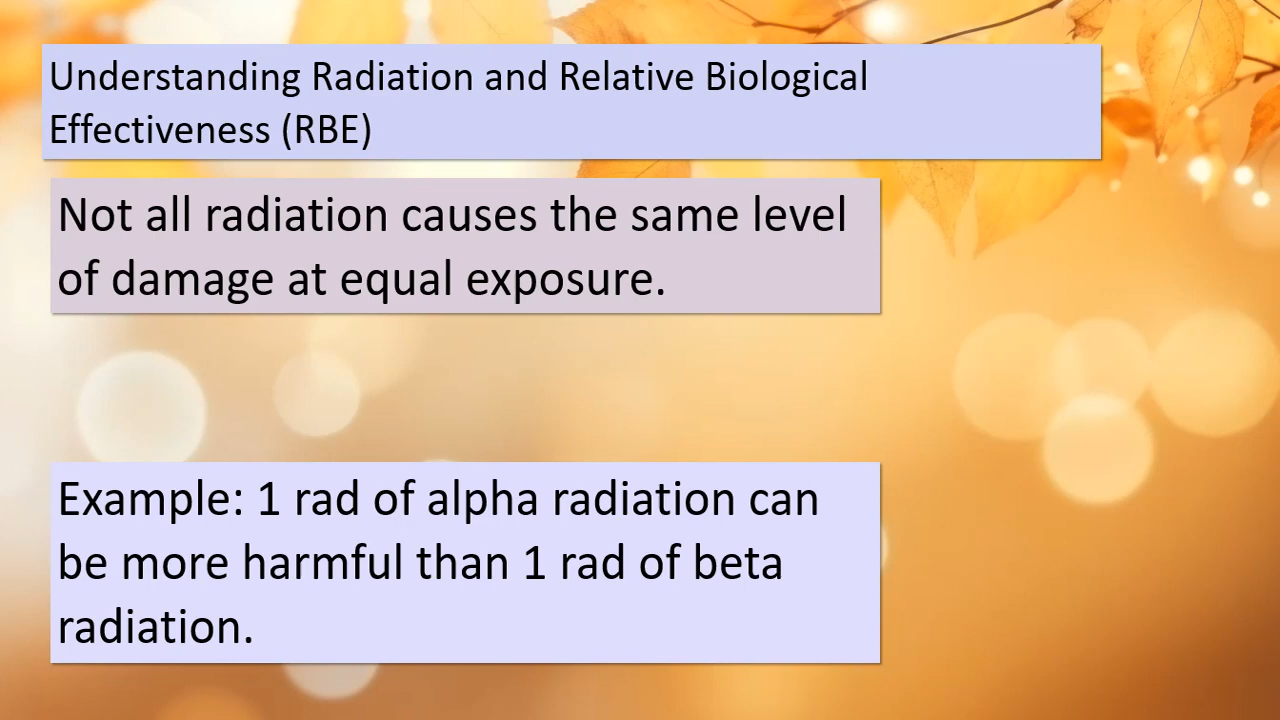 Understanding Radiation and Relative Biological
Effectiveness (RBE)
Not all radiation causes the same level
of damage at equal exposure.
Example: 1 rad of alpha radiation can
be more harmful than 1 rad of beta
radiation.